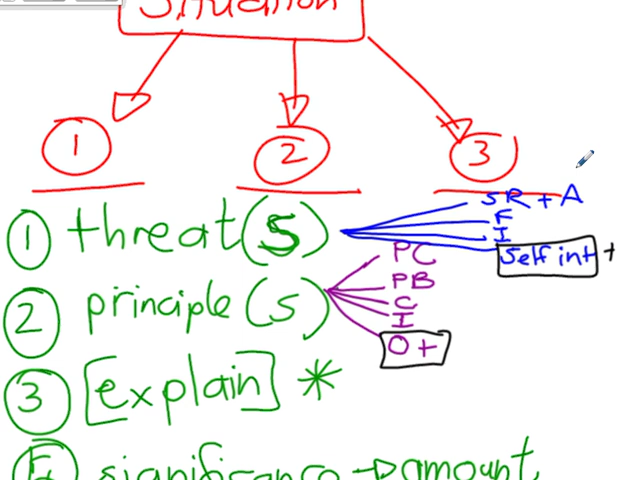 Situation
1 2 3
1 threat(s)
SR + A
F
I
Self int +
2 principle(s)
PC
PB
C
I
O +
3 [explain] *
significance → amount